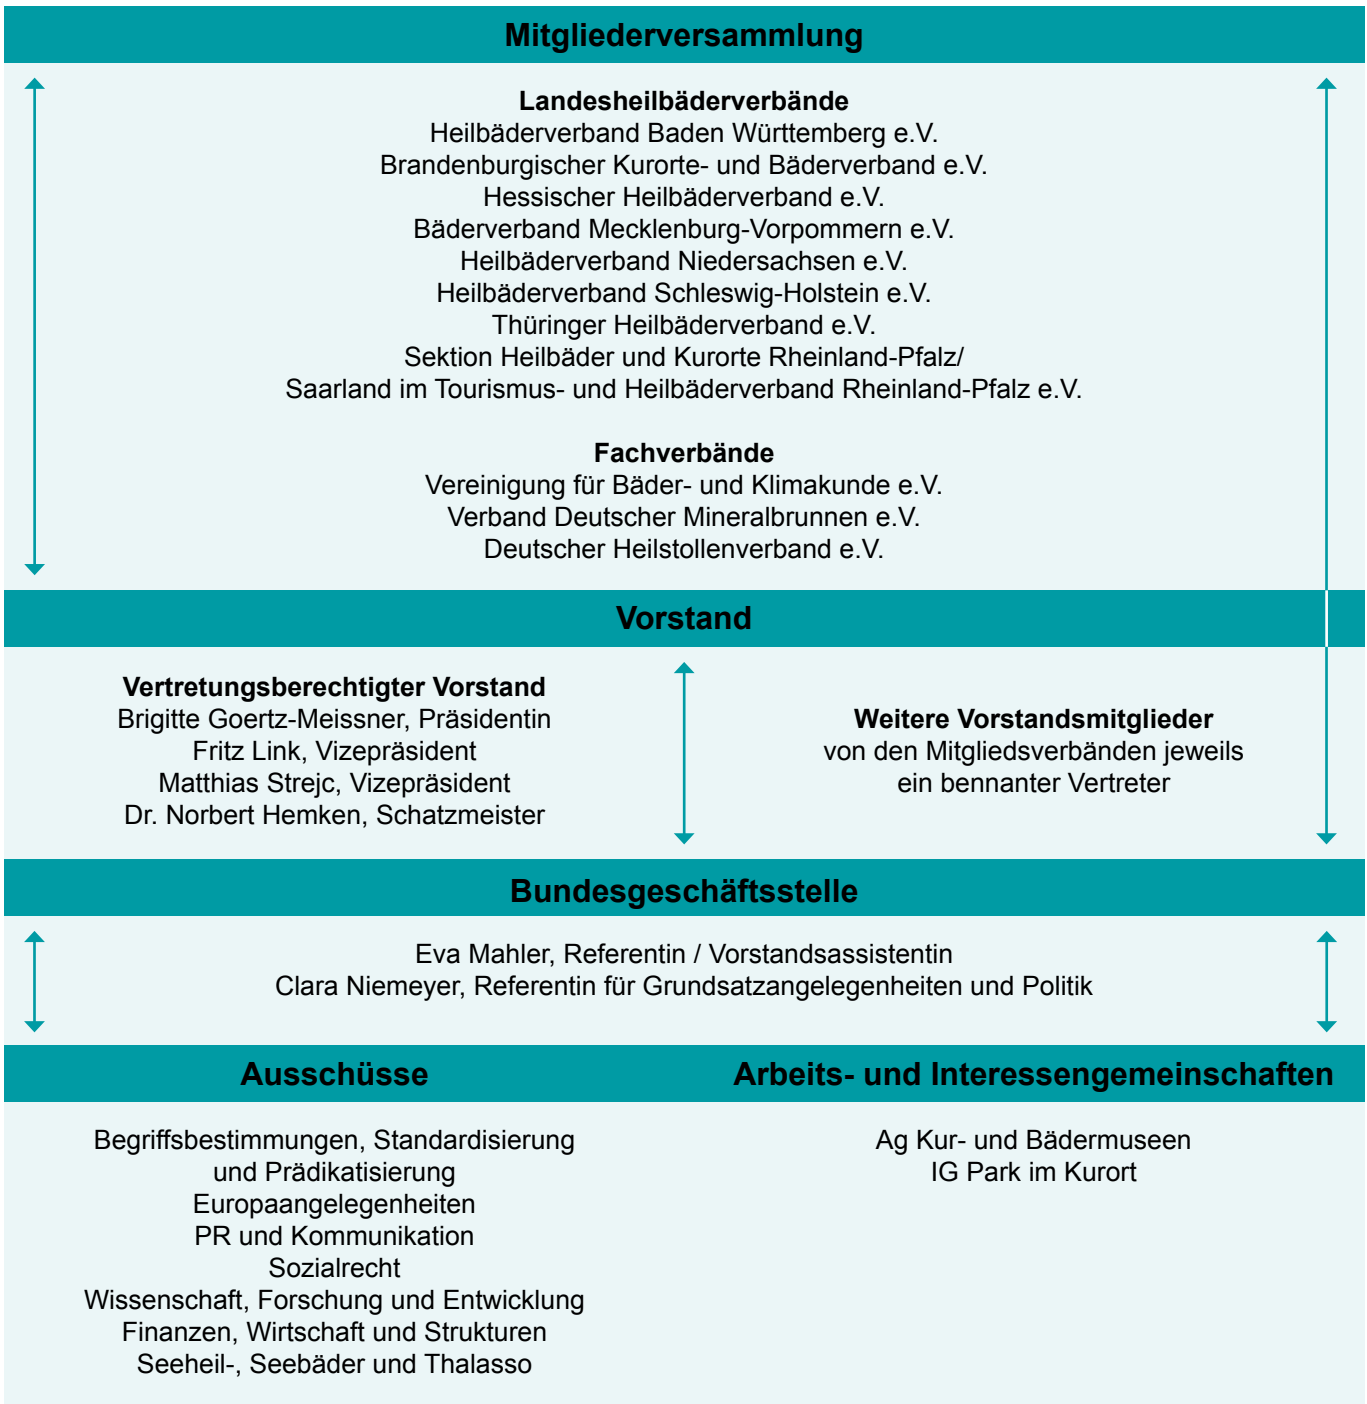 Mitgliederversammlung
Landesheilbäderverbände
Heilbäderverband Baden Württemberg e.V.
Brandenburgischer Kurorte- und Bäderverband e.V.
Hessischer Heilbäderverband e.V.
Bäderverband Mecklenburg-Vorpommern e.V.
Heilbäderverband Niedersachsen e.V.
Heilbäderverband Schleswig-Holstein e.V.
Thüringer Heilbäderverband e.V.
Sektion Heilbäder und Kurorte Rheinland-Pfalz/
Saarland im Tourismus- und Heilbäderverband Rheinland-Pfalz e.V.
Fachverbände
Vereinigung für Bäder- und Klimakunde e.V.
Verband Deutscher Mineralbrunnen e.V.
Deutscher Heilstollenverband e.V.
Vorstand
Vertretungsberechtigter Vorstand
Brigitte Goertz-Meissner, Präsidentin
Fritz Link, Vizepräsident
Matthias Strejc, Vizepräsident
Dr. Norbert Hemken, Schatzmeister
Weitere Vorstandsmitglieder
von den Mitgliedsverbänden jeweils
ein bennanter Vertreter
Bundesgeschäftsstelle
Eva Mahler, Referentin / Vorstandsassistentin
Clara Niemeyer, Referentin für Grundsatzangelegenheiten und Politik
Ausschüsse
Begriffsbestimmungen, Standardisierung
und Prädikatisierung
Europaangelegenheiten
PR und Kommunikation
Sozialrecht
Wissenschaft, Forschung und Entwicklung
Finanzen, Wirtschaft und Strukturen
Seeheil-, Seebäder und Thalasso
Arbeits- und Interessengemeinschaften
Ag Kur- und Bädermuseen
IG Park im Kurort